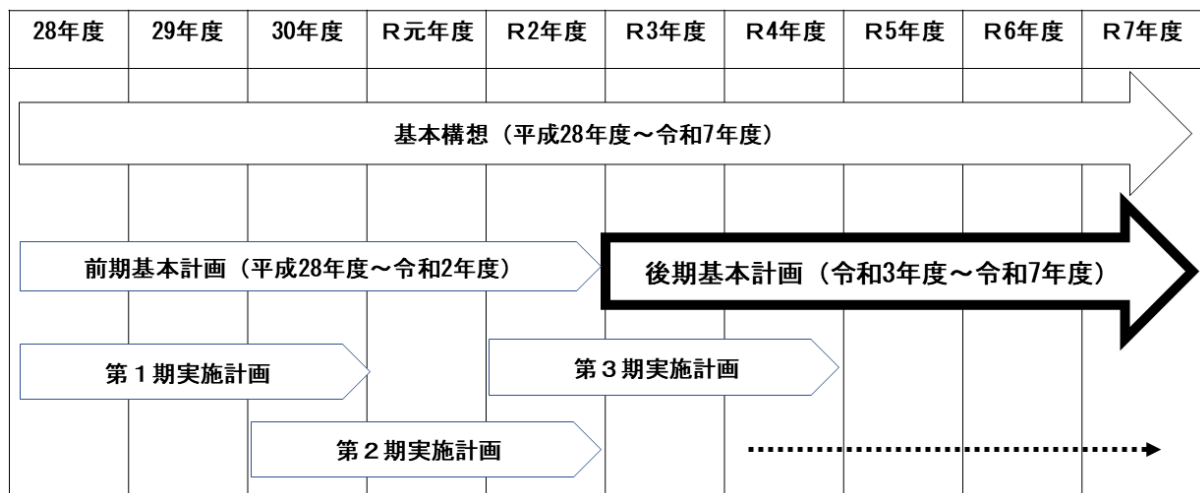 28年度 29年度 30年度 R元年度 R2年度 R3年度 R4年度 R5年度 R6年度 R7年度
基本構想（平成28年度～令和7年度）
前期基本計画（平成28年度～令和2年度） 後期基本計画（令和3年度～令和7年度）
第１期実施計画 第３期実施計画
第２期実施計画